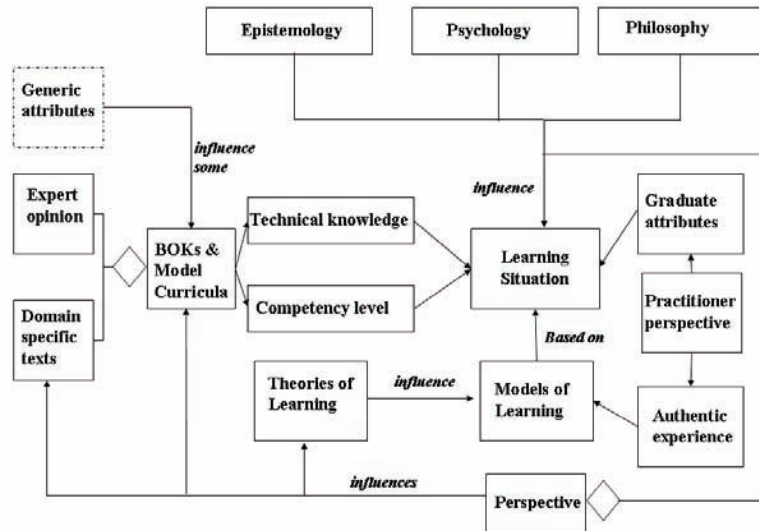 Epistemology
Psychology
Philosophy
Generic
attributes
influence
some
Expert
opinion
Technical knowledge
influence
Graduate
attributes
BOKs &
Model
Curricula
Learning
Situation
Domain
specific
texts
Competency level
Practitioner
perspective
Based on
Theories of
Learning
influence
Models of
Learning
Authentic
experience
influences
Perspective